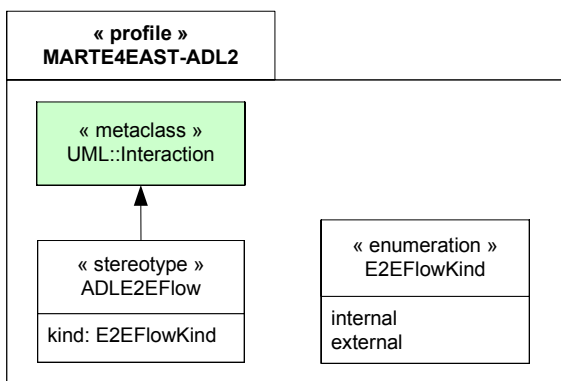 « profile »
MARTE4EAST-ADL2
« metaclass »
UML::Interaction
« stereotype »
ADLE2EFlow
kind: E2EFlowKind
« enumeration »
E2EFlowKind
internal
external